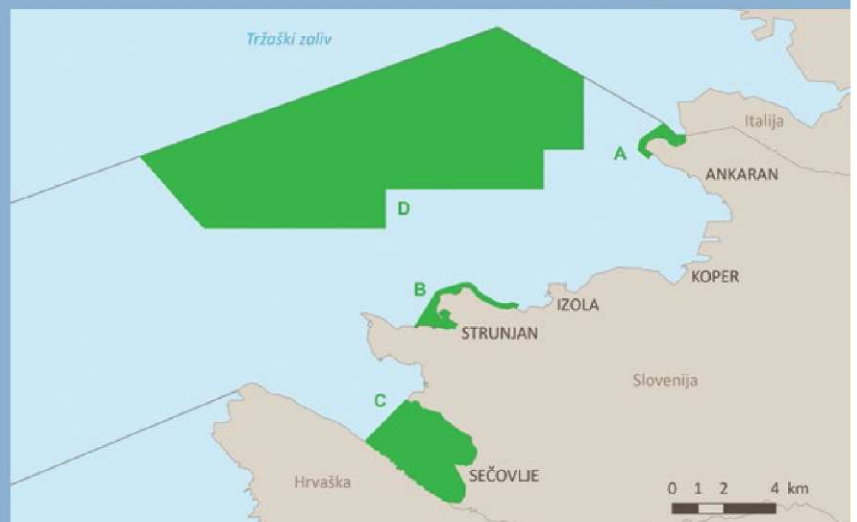 Tržaški zaliv
Italija
A
ANKARAN
D
KOPER
B
IZOLA
STRUNJAN
Slovenija
C
SEČOVLJE
Hrvaška
0 1 2 4 km